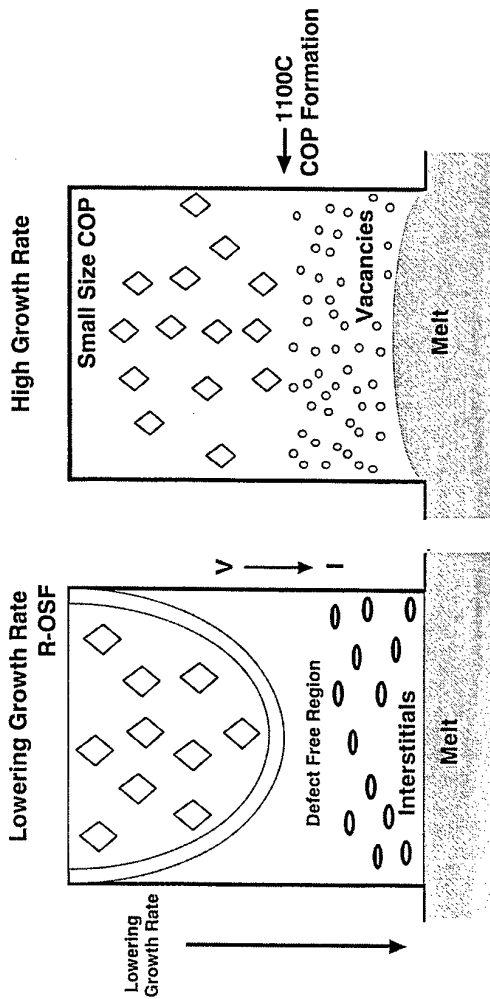 Lowering Growth Rate
R-OSF
Lowering
Growth Rate
V
I
Defect Free Region
Interstitials
Melt
High Growth Rate
Small Size COP
1100C
COP Formation
Vacancies
Melt